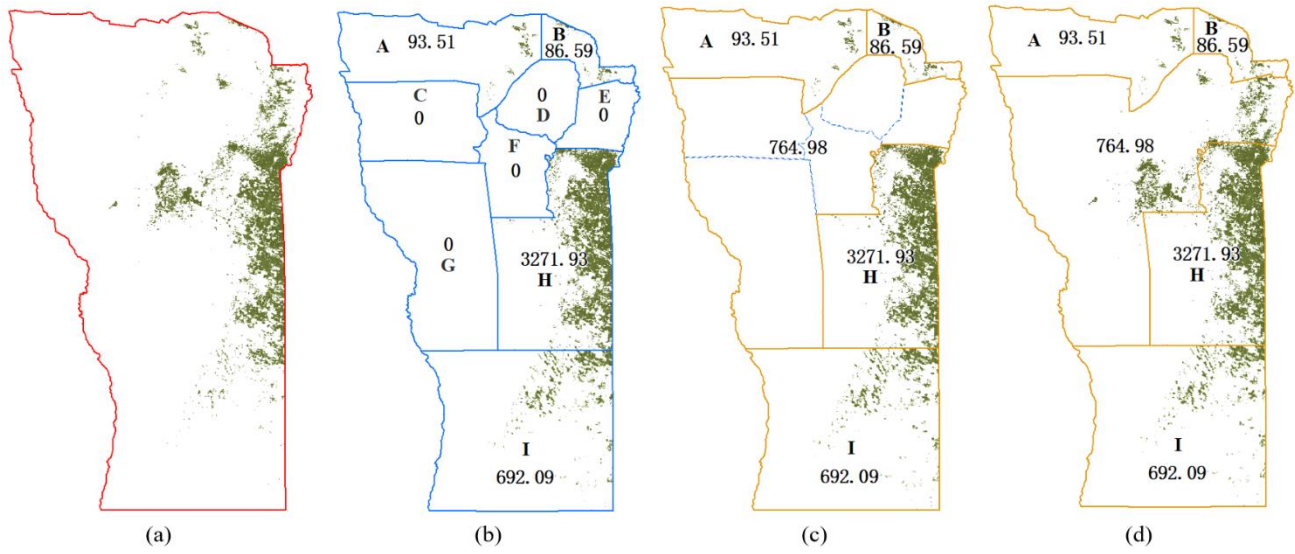 A 93.51
B
86.59
C
0
0
D
E
0
F
0
0
G
3271.93
H
I
692.09
A 93.51
B
86.59
764.98
3271.93
H
I
692.09
A 93.51
B
86.59
764.98
3271.93
H
I
692.09
(a)
(b)
(c)
(d)